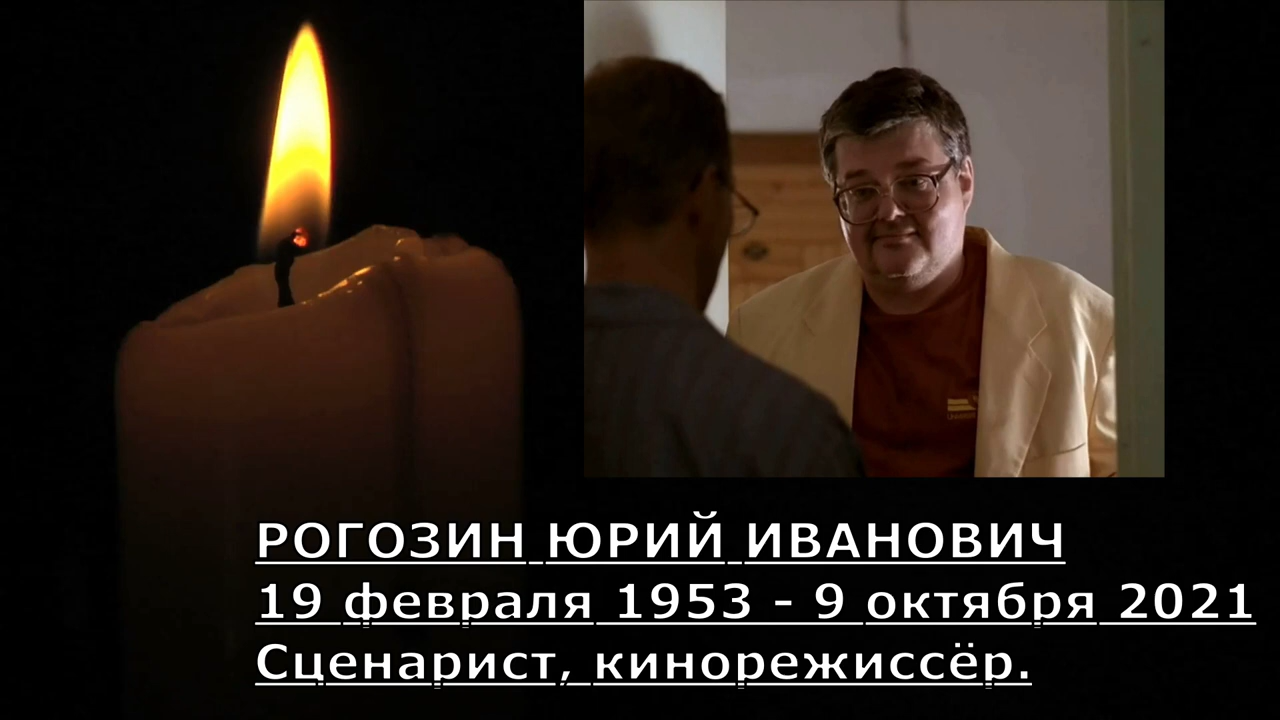 РОГОЗИН ЮРИЙ ИВАНОВИЧ
19 февраля 1953 - 9 октября 2021
Сценарист, кинорежиссёр.